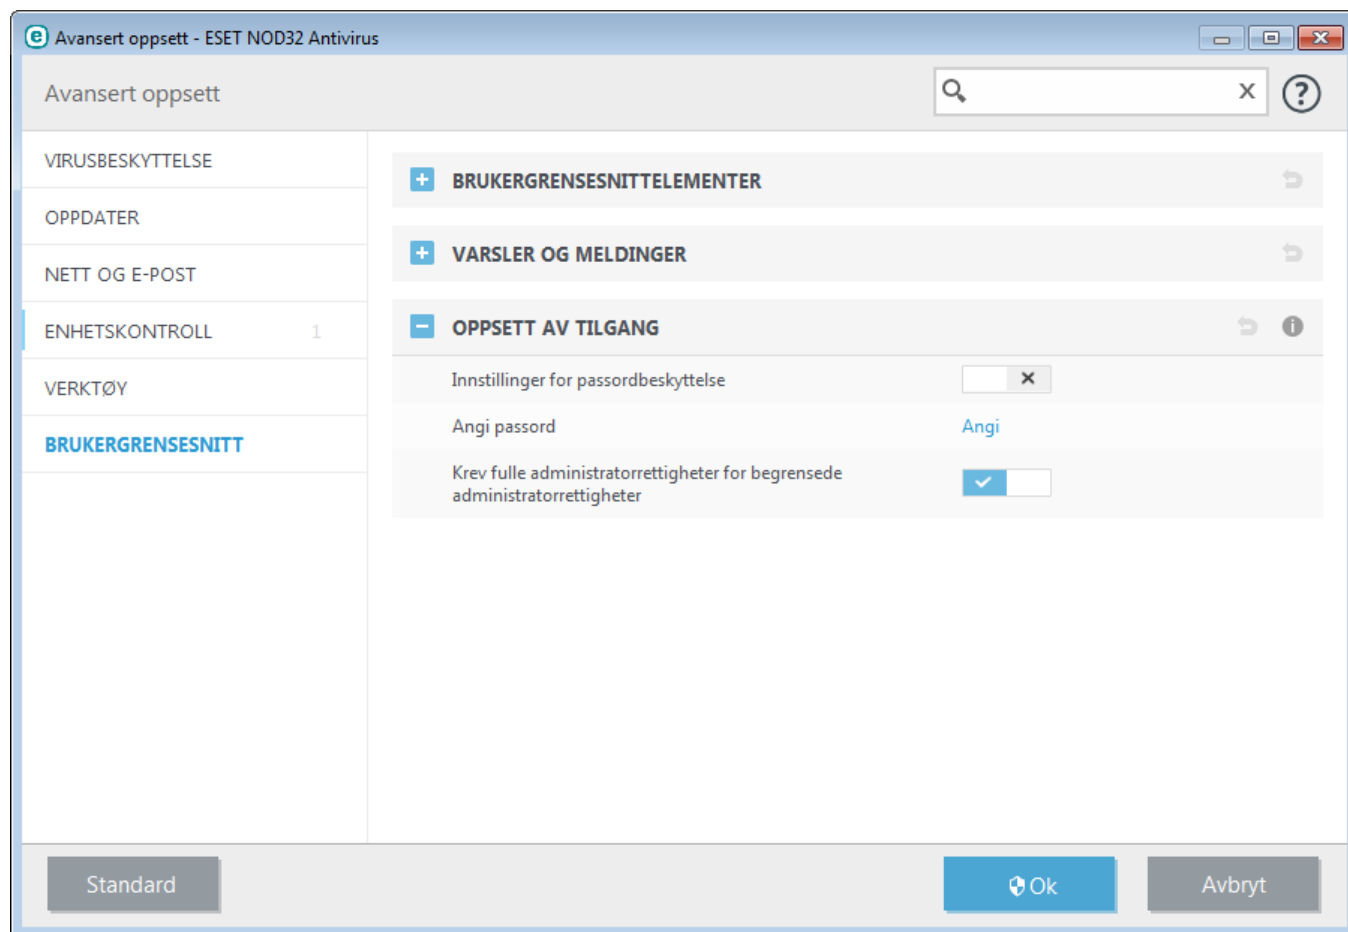 Avansert oppsett - ESET NOD32 Antivirus
Avansert oppsett
VIRUSBESKYTTELSE
OPPDATER
NETT OG E-POST
ENHETSKONTROLL 1
VERKTØY
BRUKERGRENSESNITT
BRUKERGRENSESNITTELEMENTER
VARSLER OG MELDINGER
OPPSETT AV TILGANG
Innstillinger for passordbeskyttelse
Angi passord Angi
Krev fulle administratorrettigheter for begrensede
administratorrettigheter
Standard
Ok
Avbryt